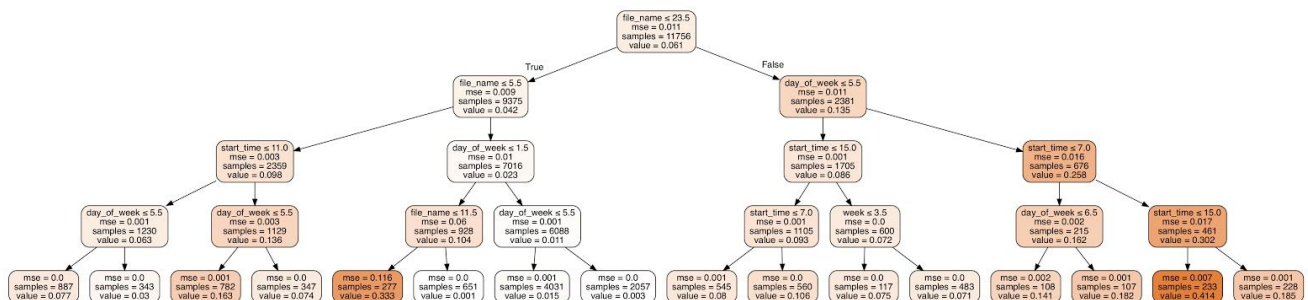 file_name ≤ 23.5
mse = 0.011
samples = 11756
value = 0.061
True
False
file_name ≤ 5.5
mse = 0.009
samples = 9375
value = 0.042
day_of_week ≤ 5.5
mse = 0.011
samples = 2381
value = 0.135
start_time ≤ 11.0
mse = 0.003
samples = 2359
value = 0.098
day_of_week ≤ 1.5
mse = 0.01
samples = 7016
value = 0.023
start_time ≤ 15.0
mse = 0.001
samples = 1705
value = 0.086
start_time ≤ 7.0
mse = 0.016
samples = 676
value = 0.258
day_of_week ≤ 5.5
mse = 0.001
samples = 1230
value = 0.063
day_of_week ≤ 5.5
mse = 0.003
samples = 1129
value = 0.136
file_name ≤ 11.5
mse = 0.06
samples = 928
value = 0.104
day_of_week ≤ 5.5
mse = 0.001
samples = 6088
value = 0.011
start_time ≤ 7.0
mse = 0.001
samples = 1105
value = 0.093
week ≤ 3.5
mse = 0.0
samples = 600
value = 0.072
day_of_week ≤ 6.5
mse = 0.002
samples = 215
value = 0.162
start_time ≤ 15.0
mse = 0.017
samples = 461
value = 0.302
mse = 0.0
samples = 887
value = 0.077
mse = 0.0
samples = 343
value = 0.03
mse = 0.001
samples = 782
value = 0.163
mse = 0.0
samples = 347
value = 0.074
mse = 0.116
samples = 277
value = 0.333
mse = 0.0
samples = 651
value = 0.001
mse = 0.001
samples = 4031
value = 0.015
mse = 0.0
samples = 2057
value = 0.003
mse = 0.001
samples = 545
value = 0.08
mse = 0.0
samples = 560
value = 0.106
mse = 0.0
samples = 117
value = 0.075
mse = 0.0
samples = 483
value = 0.071
mse = 0.002
samples = 108
value = 0.141
mse = 0.001
samples = 107
value = 0.182
mse = 0.007
samples = 233
value = 0.414
mse = 0.001
samples = 228
value = 0.185